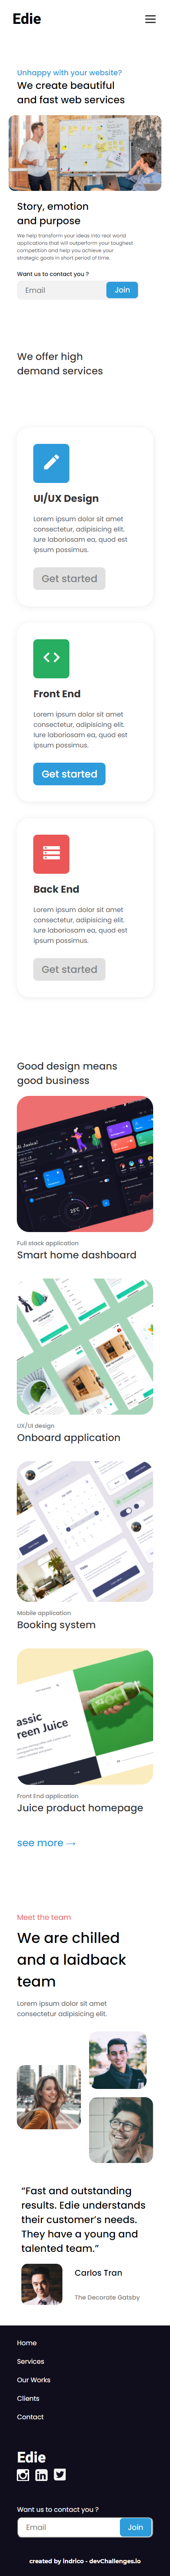 Edie
Unhappy with your website?
We create beautiful
and fast web services
Story, emotion
and purpose
We help transform your ideas into real world
applications that will outperform your toughest
competition and help you achieve your
strategic goals in short period of time.
Want us to contact you ?
Email
Join
We offer high
demand services
UI/UX Design
Lorem ipsum dolor sit amet
consectetur, adipisicing elit.
Iure laboriosam ea, quod est
ipsum possimus.
Get started
Front End
Lorem ipsum dolor sit amet
consectetur, adipisicing elit.
Iure laboriosam ea, quod est
ipsum possimus.
Get started
Back End
Lorem ipsum dolor sit amet
consectetur, adipisicing elit.
Iure laboriosam ea, quod est
ipsum possimus.
Get started
Good design means
good business
Full stack application
Smart home dashboard
UX/UI design
Onboard application
Mobile application
Booking system
assic
reen Juice
Front End application
Juice product homepage
see more →
Meet the team
We are chilled
and a laidback
team
Lorem ipsum dolor sit amet
consectetur adipisicing elit.
“Fast and outstanding
results. Edie understands
their customer’s needs.
They have a young and
talented team.”
Carlos Tran
The Decorate Gatsby
Home
Services
Our Works
Clients
Contact
Edie
Want us to contact you ?
Email
Join
created by Indrico - devChallenges.io